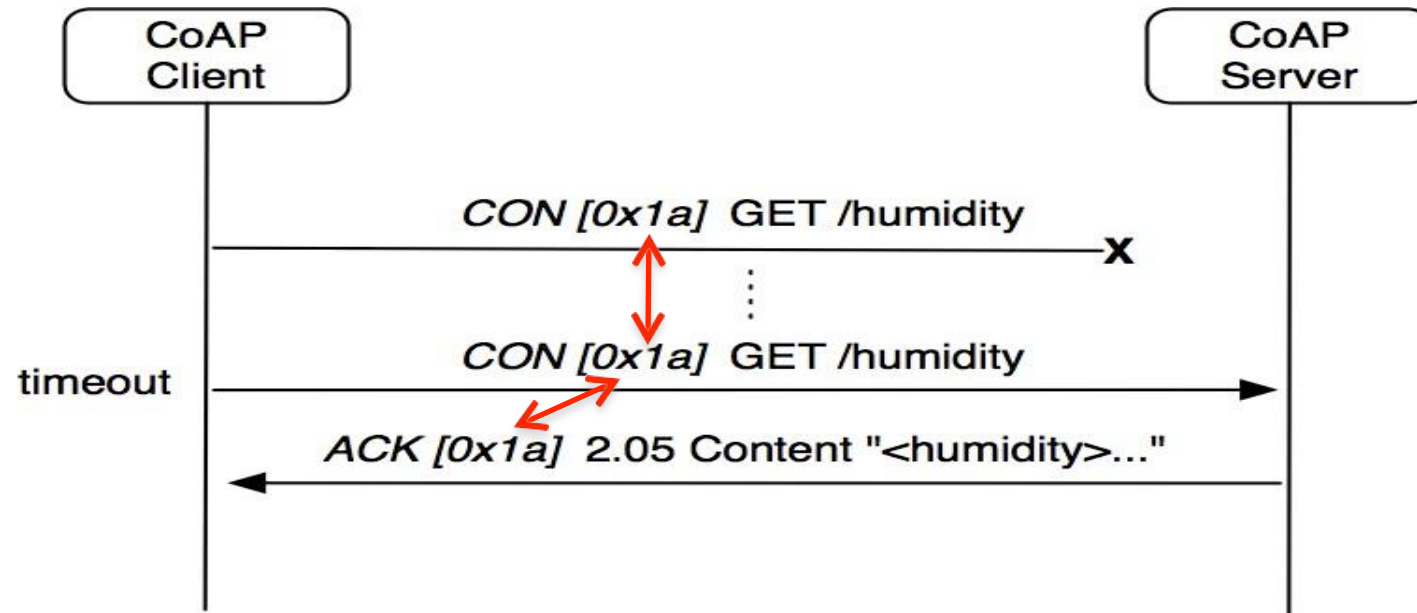 CoAP
Client
CoAP
Server
CON [0x1a] GET /humidity
x
CON [0x1a] GET /humidity
timeout
ACK [0x1a] 2.05 Content "<humidity>..."